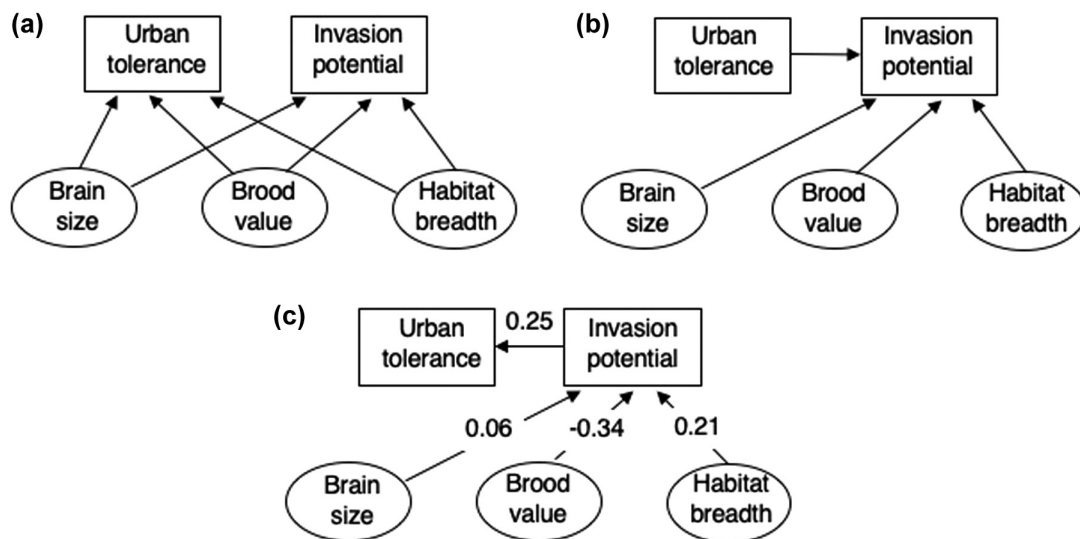 (a)
Urban
tolerance
Invasion
potential
Brain
size
Brood
value
Habitat
breadth
(b)
Urban
tolerance
Invasion
potential
Brain
size
Brood
value
Habitat
breadth
(c)
Urban
tolerance
0.25
Invasion
potential
0.06
-0.34
0.21
Brain
size
Brood
value
Habitat
breadth